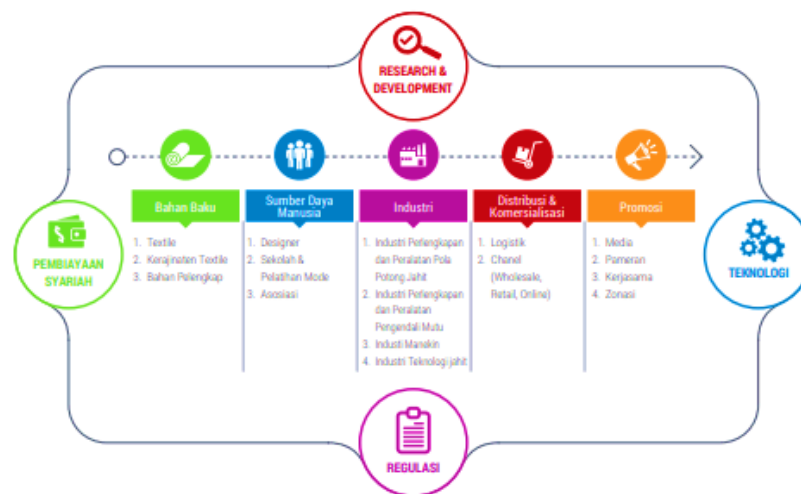 RESEARCH &
DEVELOPMENT
PEMBIAYAAN
SYARIAH
Bahan Baku
1. Textile
2. Kerajinaten Textile
3. Bahan Pelengkap
Sumber Daya
Manusia
1. Designer
2. Sekolah &
Pelatihan Mode
3. Asosiasi
Industri
1. Industri Perlengkapan
dan Peralatan Pola
Potong Jahit
2. Industri Perlengkapan
dan Peralatan
Pengendali Mutu
3. Industi Manekin
4. Industri Teknologi jahit
Distribusi &
Komersialisasi
1. Logistik
2. Chanel
(Wholesale,
Retail, Online)
Promosi
1. Media
2. Pameran
3. Kerjasama
4. Zonasi
TEKNOLOGI
REGULASI